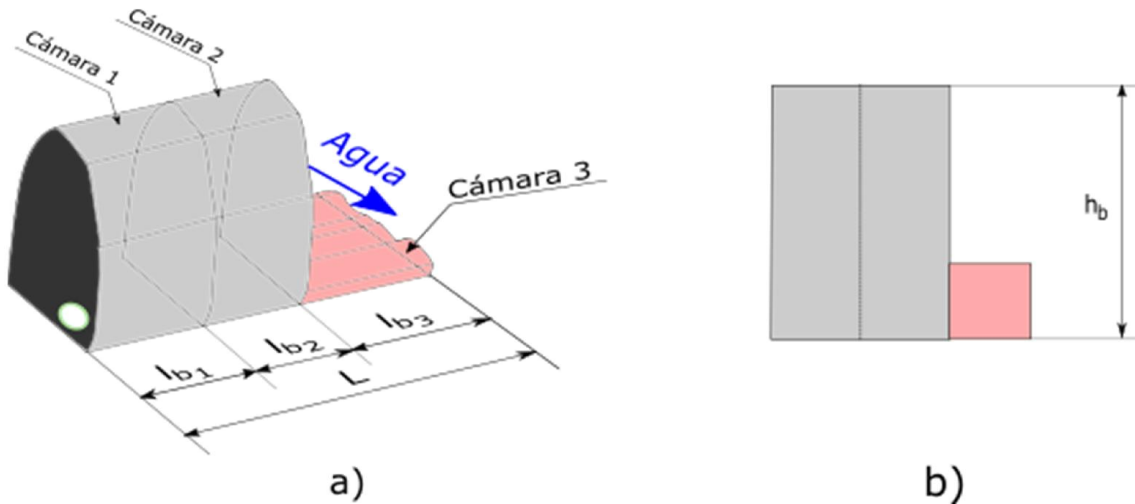 Cámara 1
Cámara 2
Agua
Cámara 3
lb1
lb2
lb3
L
a)
hb
b)